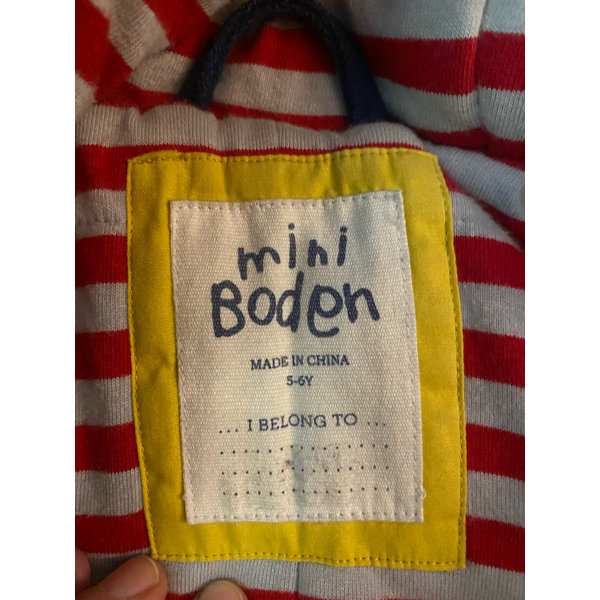 mini
Boden
MADE IN CHINA
5-6Y
... I BELONG TO ...